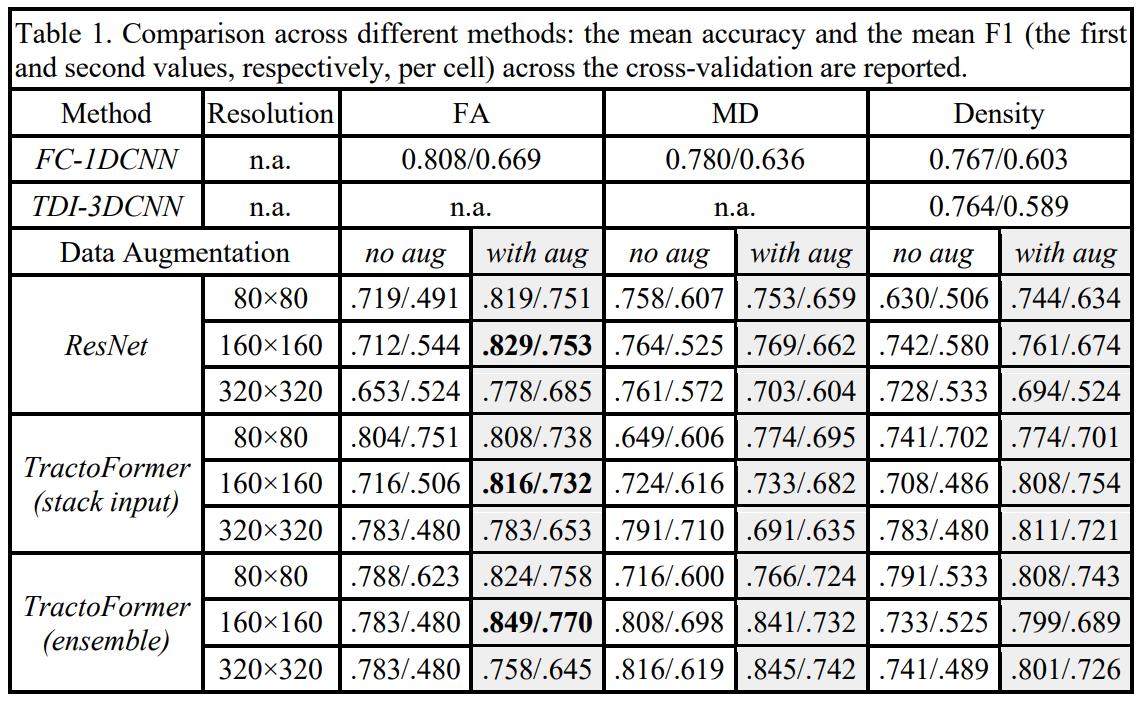 Table 1. Comparison across different methods: the mean accuracy and the mean F1 (the first
and second values, respectively, per cell) across the cross-validation are reported.
Method Resolution FA MD Density
FC-1DCNN n.a. 0.808/0.669 0.780/0.636 0.767/0.603
TDI-3DCNN n.a. n.a. n.a. 0.764/0.589
Data Augmentation no aug with aug no aug with aug no aug with aug
ResNet
80×80 .719/.491 .819/.751 .758/.607 .753/.659 .630/.506 .744/.634
160×160 .712/.544 .829/.753 .764/.525 .769/.662 .742/.580 .761/.674
320×320 .653/.524 .778/.685 .761/.572 .703/.604 .728/.533 .694/.524
TractoFormer
(stack input)
80×80 .804/.751 .808/.738 .649/.606 .774/.695 .741/.702 .774/.701
160×160 .716/.506 .816/.732 .724/.616 .733/.682 .708/.486 .808/.754
320×320 .783/.480 .783/.653 .791/.710 .691/.635 .783/.480 .811/.721
TractoFormer
(ensemble)
80×80 .788/.623 .824/.758 .716/.600 .766/.724 .791/.533 .808/.743
160×160 .783/.480 .849/.770 .808/.698 .841/.732 .733/.525 .799/.689
320×320 .783/.480 .758/.645 .816/.619 .845/.742 .741/.489 .801/.726